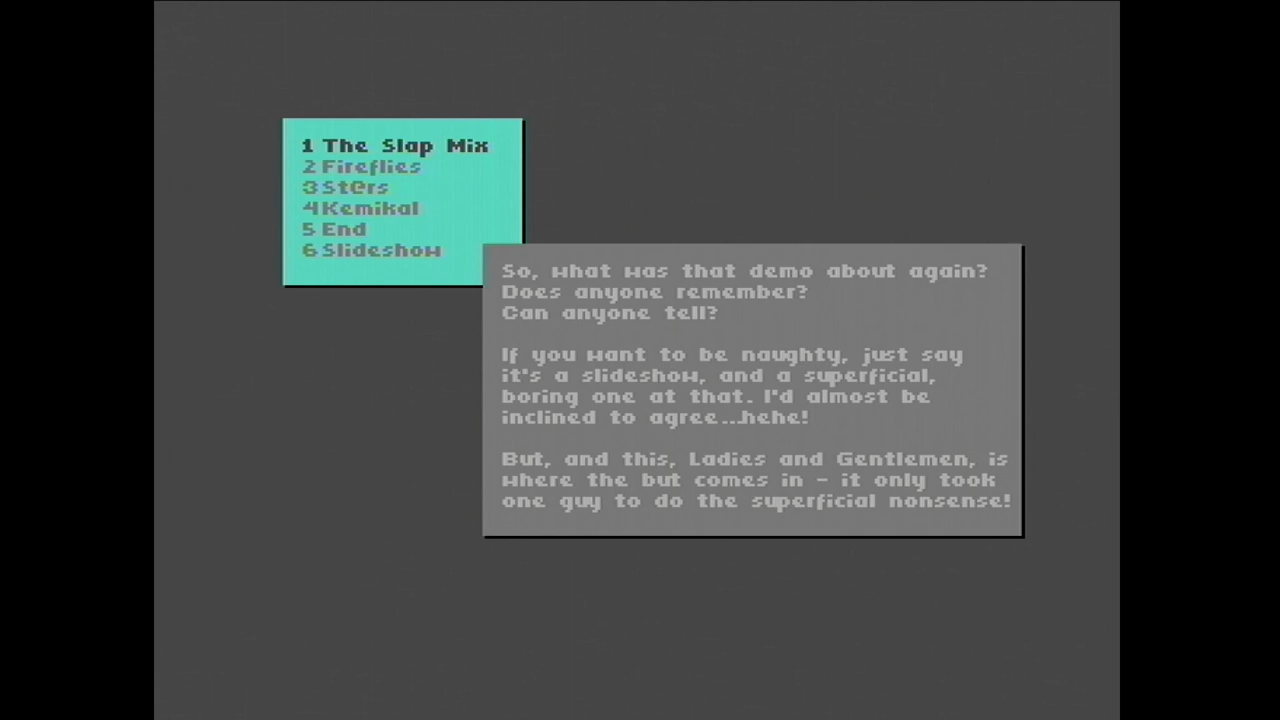 1 The Slap Mix
2 Fireflies
3 St@rs
4 Kemikal
5 End
6 Slideshow
So, what was that demo about again?
Does anyone remember?
Can anyone tell?
If you want to be naughty, just say
it's a slideshow, and a superficial,
boring one at that. I'd almost be
inclined to agree...hehe!
But, and this, Ladies and Gentlemen, is
where the but comes in - it only took
one guy to do the superficial nonsense!